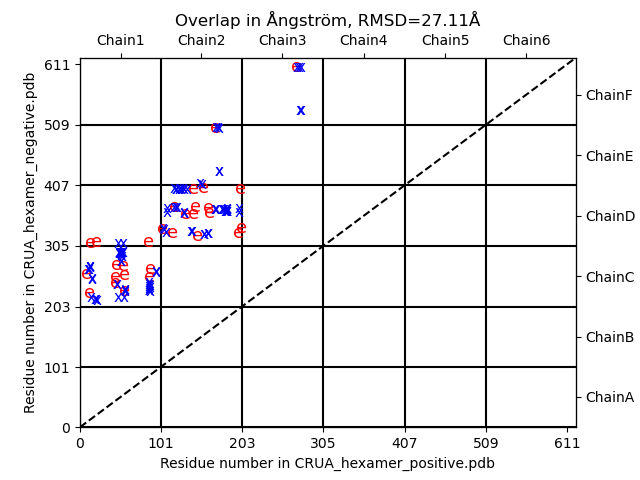 Overlap in Ångström, RMSD=27.11Å
Chain1 Chain2 Chain3 Chain4 Chain5 Chain6
611
509
407
305
203
101
0
Residue number in CRUA_hexamer_negative.pdb
ChainF
ChainE
ChainD
ChainC
ChainB
ChainA
0 101 203 305 407 509 611
Residue number in CRUA_hexamer_positive.pdb